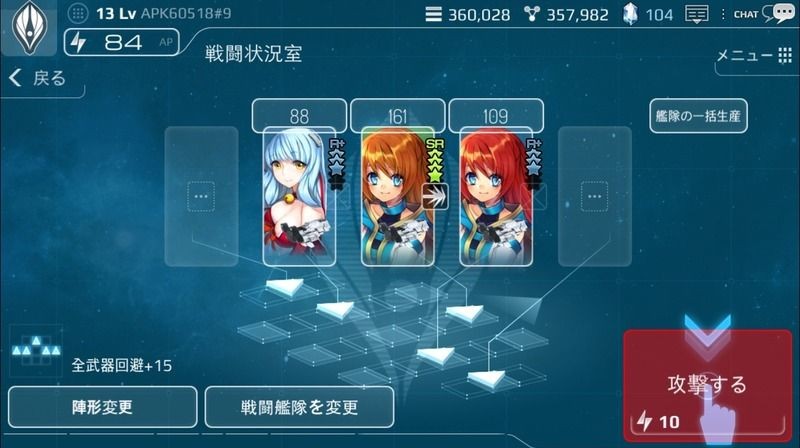 13 Lv APK60518#9
360,028
357,982
104
CHAT
84 AP
戦闘状況室
メニュー
戻る
88
161
109
艦隊の一括生産
R+
SR
R+
全武器回避+15
陣形変更
戦闘艦隊を変更
攻撃する
10